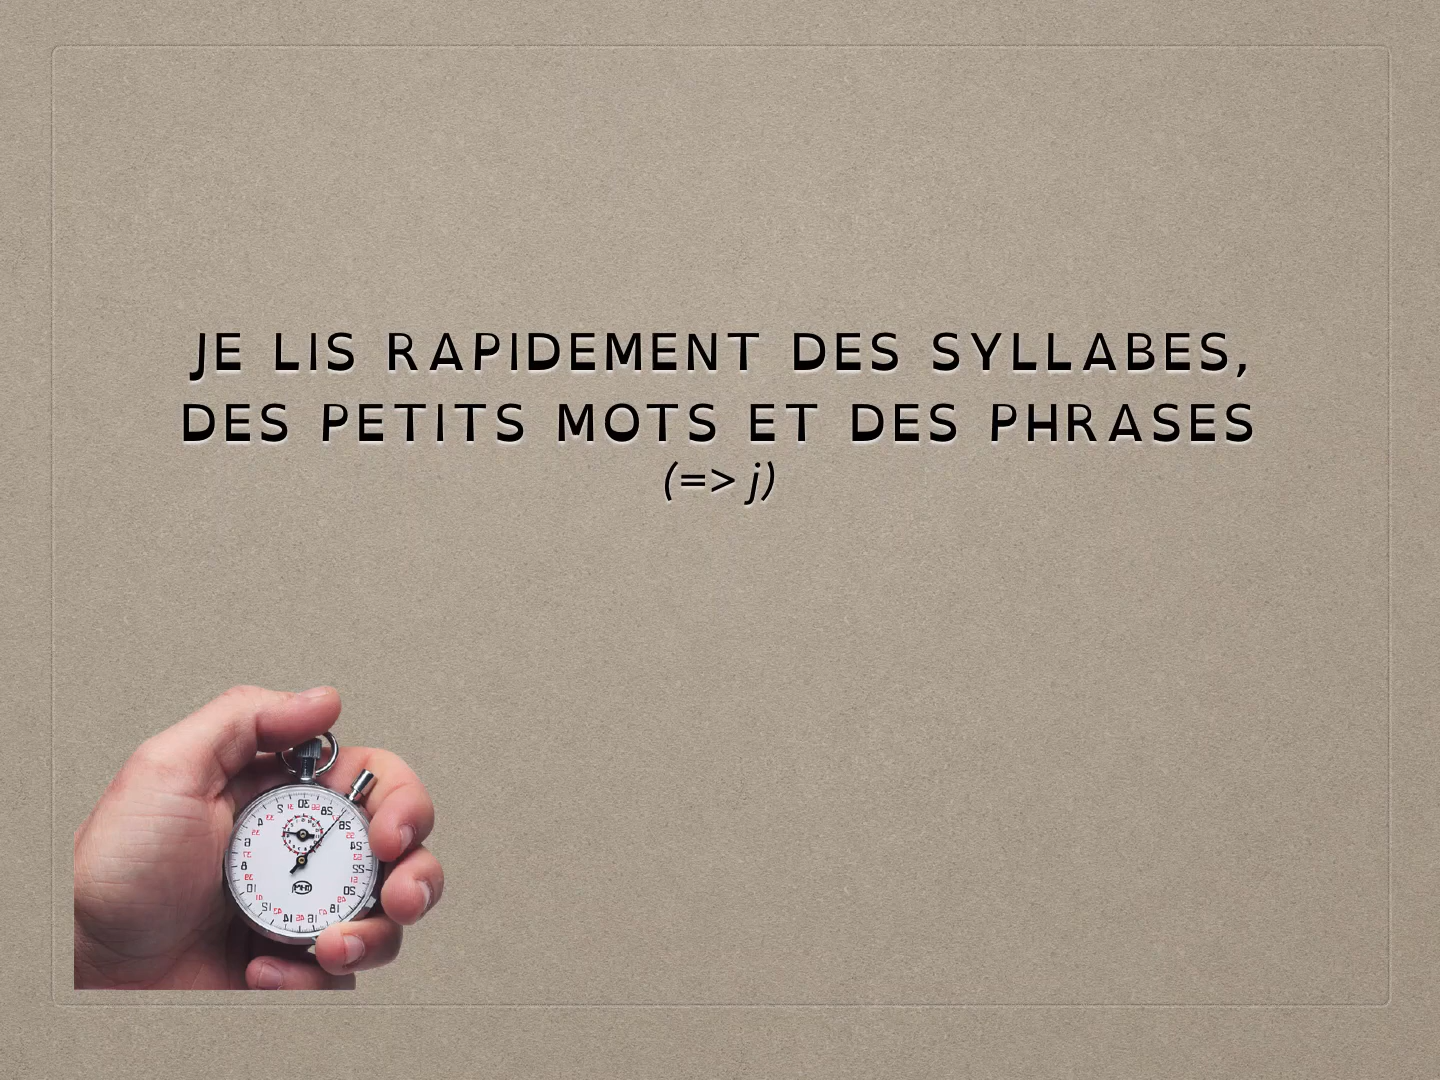 JE LIS RAPIDEMENT DES SYLLABES,
DES PETITS MOTS ET DES PHRASES
(=> j)